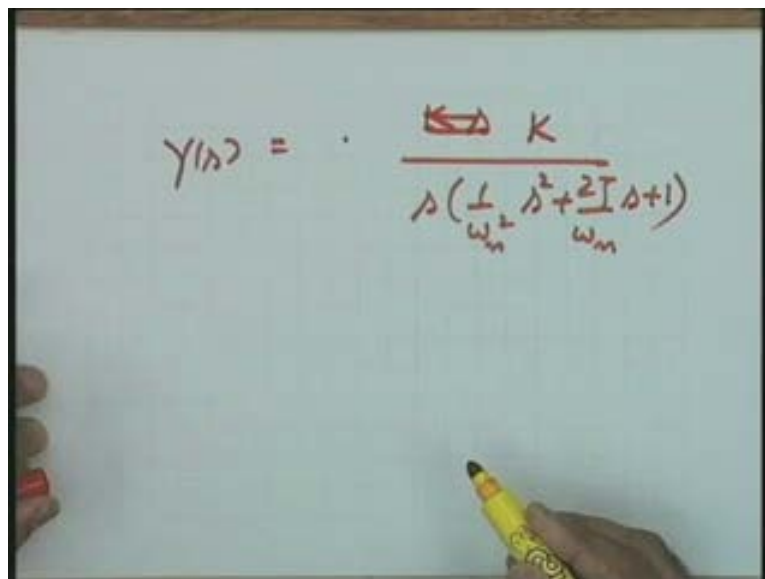 Y(s) = . K
s(1/ωn² s² + 2ζ/ωn s+1)